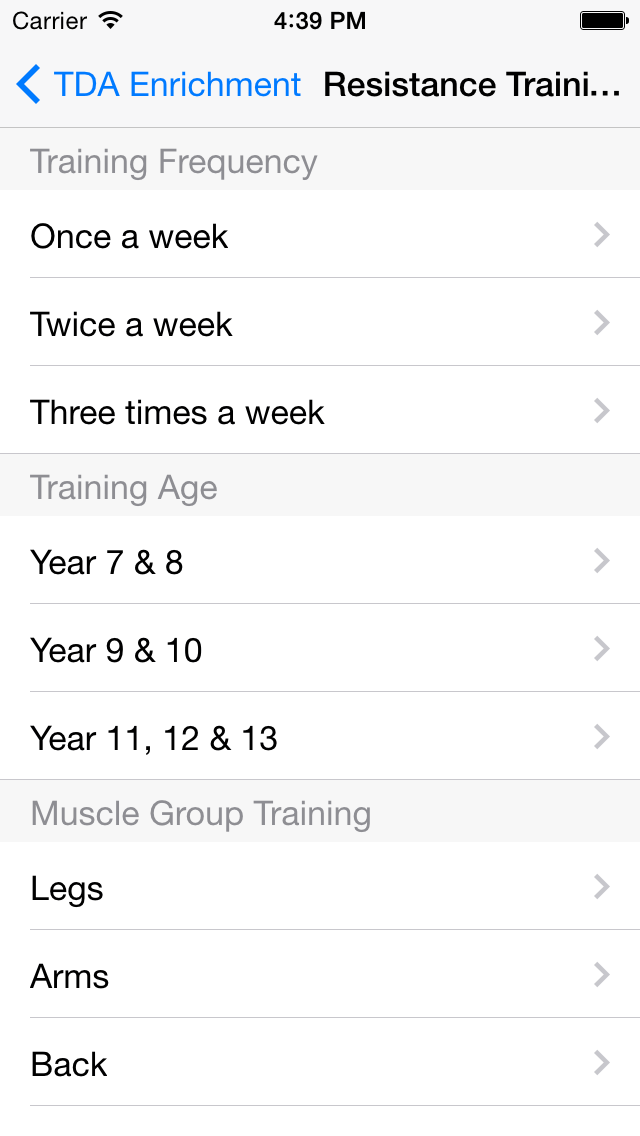 Carrier 4:39 PM
TDA Enrichment Resistance Traini...
Training Frequency
Once a week
Twice a week
Three times a week
Training Age
Year 7 & 8
Year 9 & 10
Year 11, 12 & 13
Muscle Group Training
Legs
Arms
Back